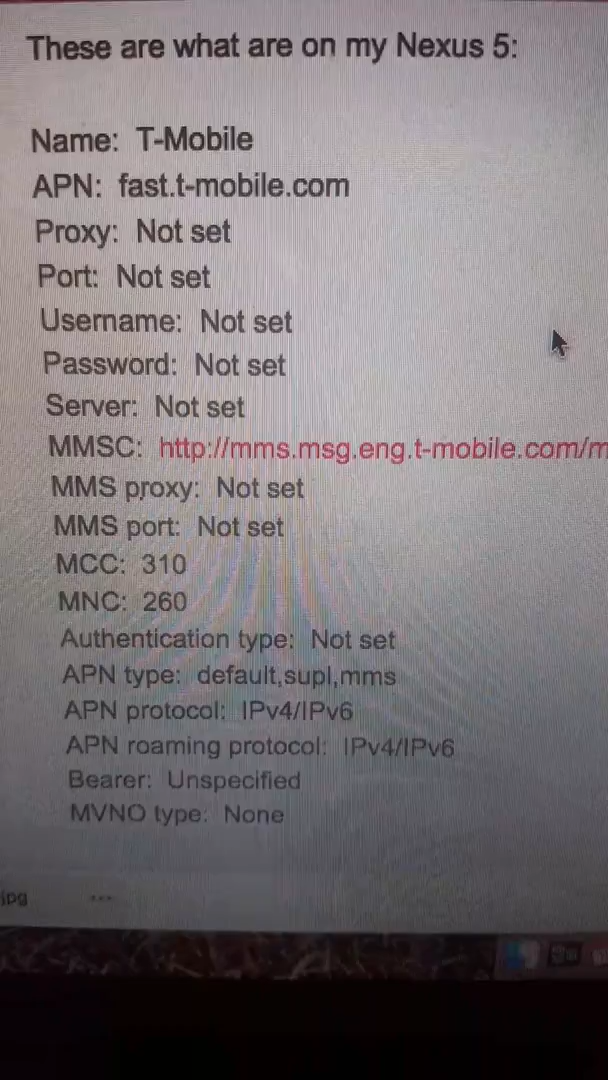 These are what are on my Nexus 5:
Name: T-Mobile
APN: fast.t-mobile.com
Proxy: Not set
Port: Not set
Username: Not set
Password: Not set
Server: Not set
MMSC: http://mms.msg.eng.t-mobile.com/m
MMS proxy: Not set
MMS port: Not set
MCC: 310
MNC: 260
Authentication type: Not set
APN type: default,supl,mms
APN protocol: IPv4/IPv6
APN roaming protocol: IPv4/IPv6
Bearer: Unspecified
MVNO type: None
jpg